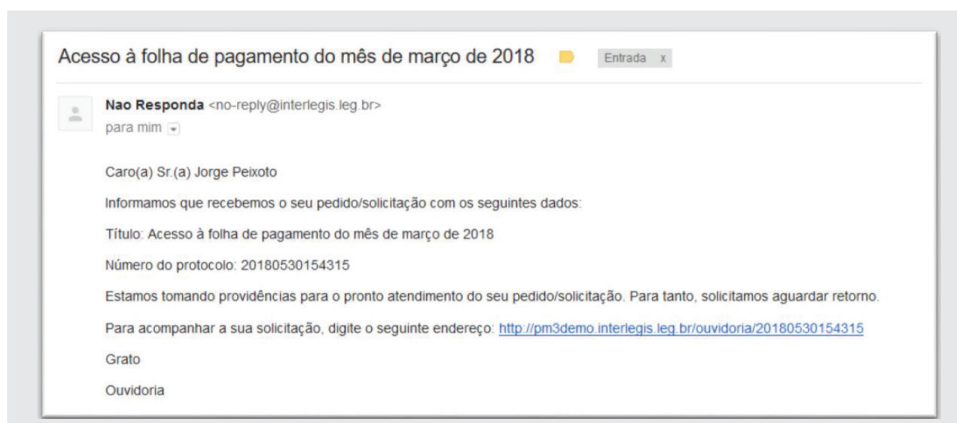 Acesso à folha de pagamento do mês de março de 2018 Entrada x
Nao Responda <no-reply@interlegis.leg.br>
para mim
Caro(a) Sr.(a) Jorge Peixoto
Informamos que recebemos o seu pedido/solicitação com os seguintes dados:
Título: Acesso à folha de pagamento do mês de março de 2018
Número do protocolo: 20180530154315
Estamos tomando providências para o pronto atendimento do seu pedido/solicitação. Para tanto, solicitamos aguardar retorno.
Para acompanhar a sua solicitação, digite o seguinte endereço: http://pm3demo.interlegis.leg.br/ouvidoria/20180530154315
Grato
Ouvidoria